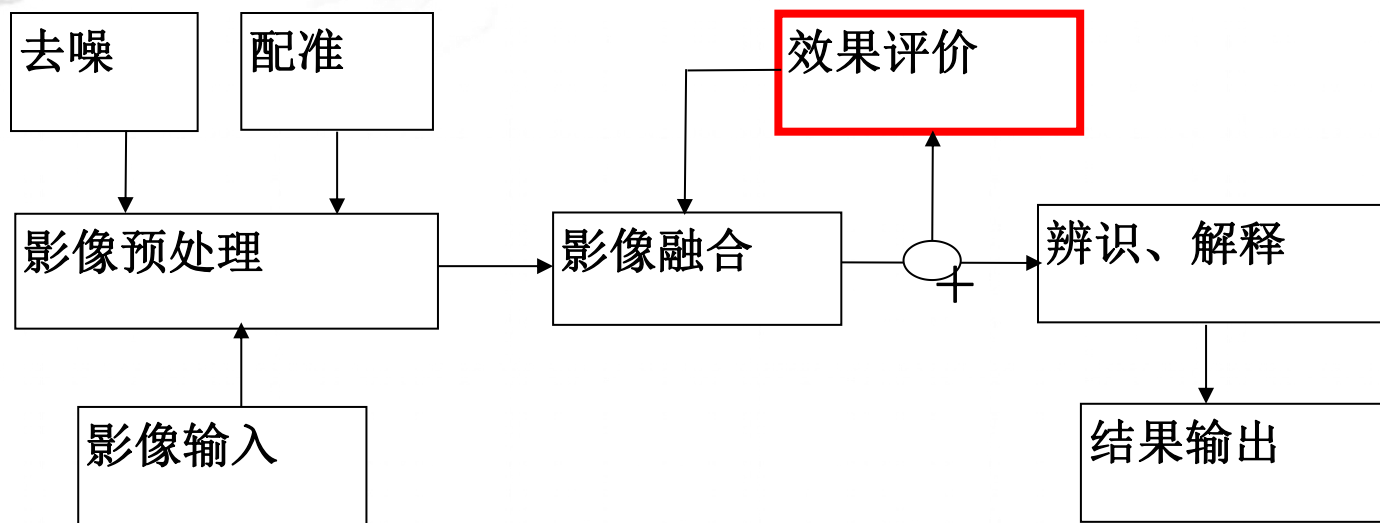 去噪
配准
效果评价
影像预处理
影像融合
辨识、解释
影像输入
结果输出